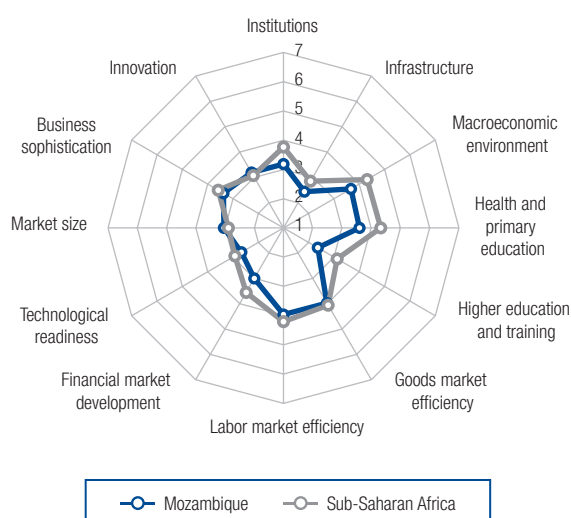 Institutions
7
6
5
4
3
2
1
Infrastructure
Macroeconomic
environment
Health and
primary
education
Higher education
and training
Goods market
efficiency
Labor market efficiency
Financial market
development
Technological
readiness
Market size
Business
sophistication
Innovation
Mozambique
Sub-Saharan Africa